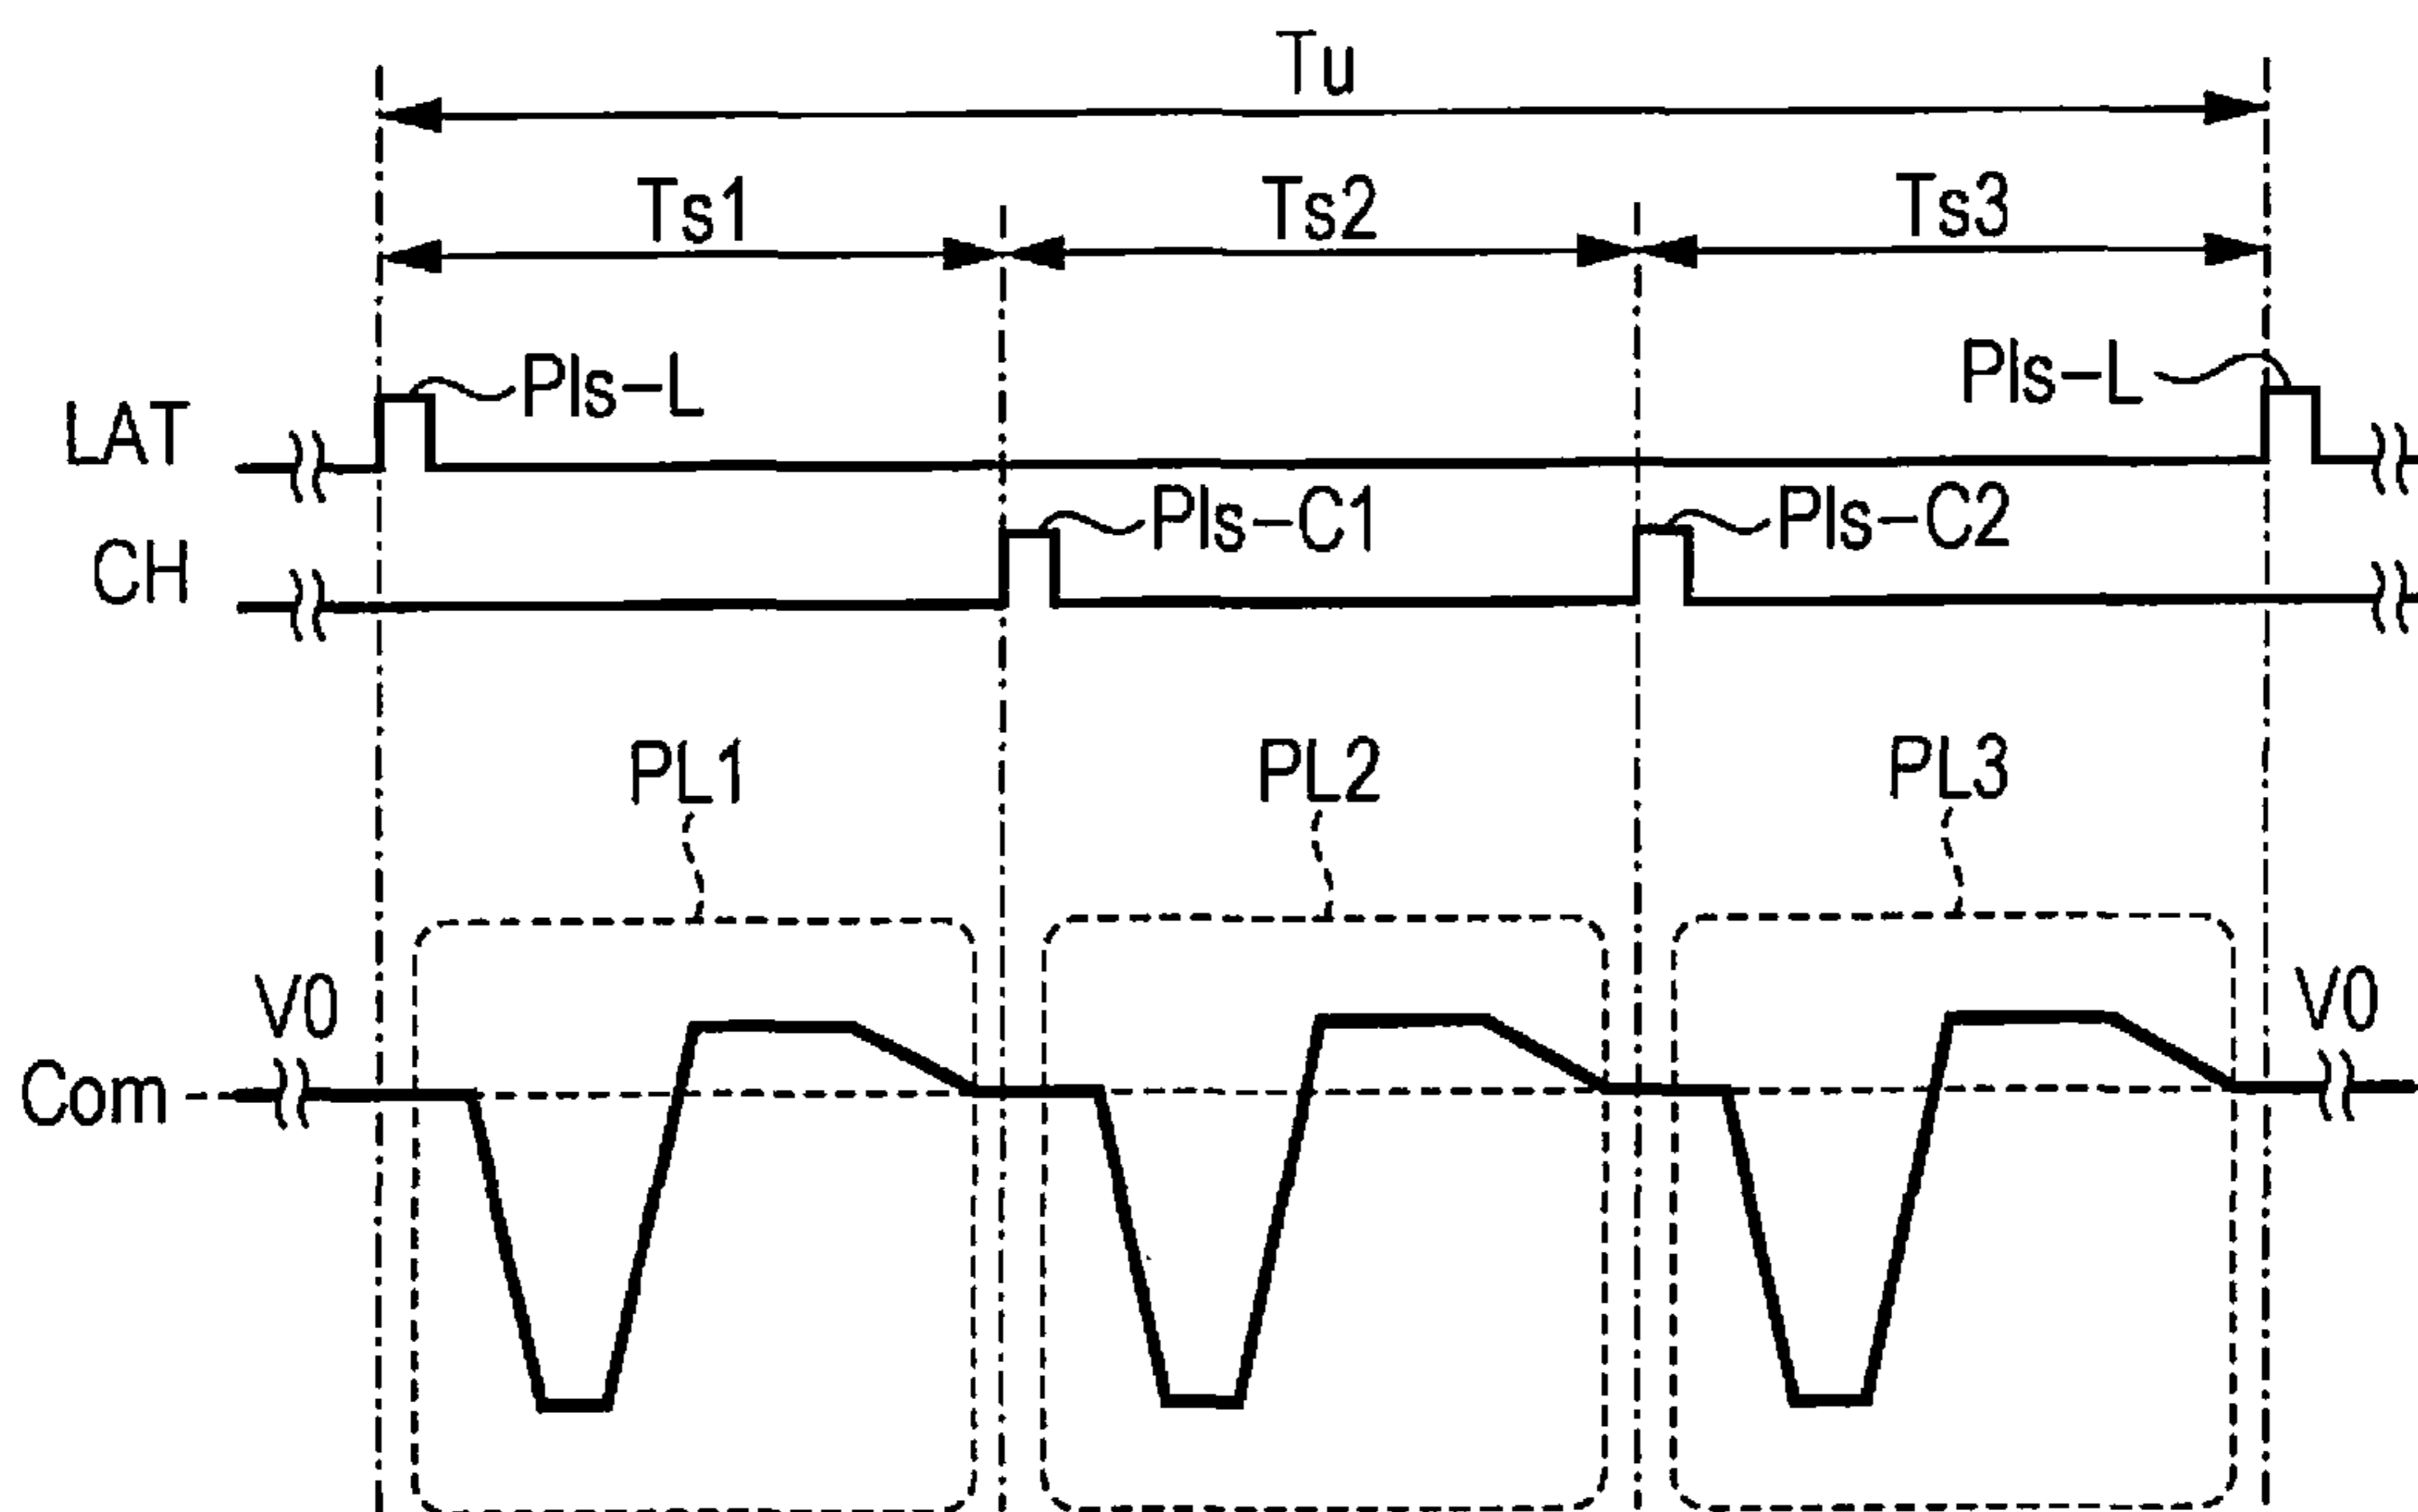 Tu
Ts1 Ts2 Ts3
LAT Pls-L Pls-L
CH Pls-C1 Pls-C2
PL1 PL2 PL3
V0 V0
Com